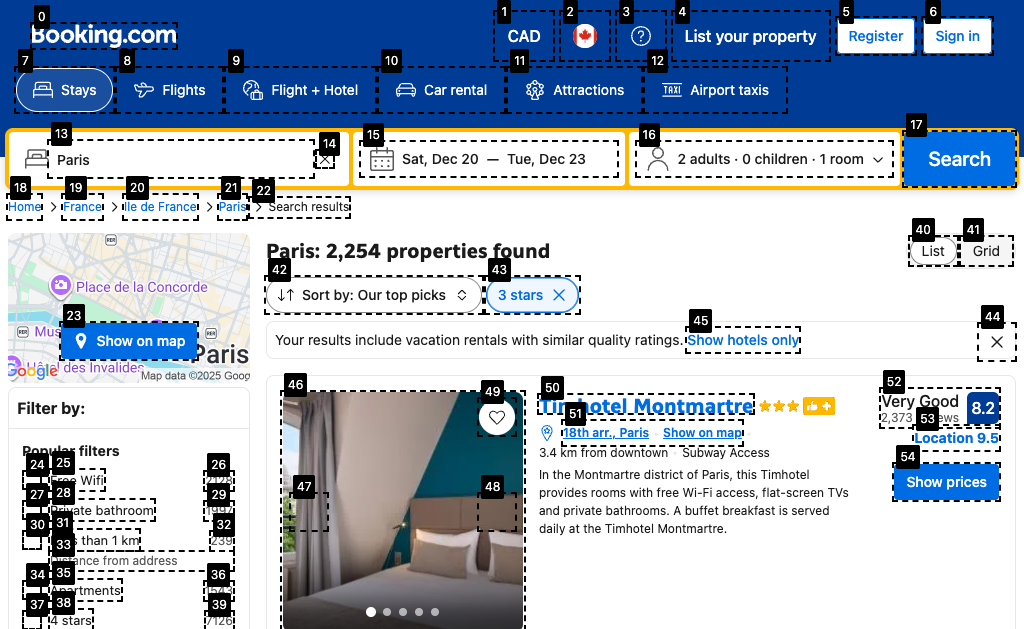 Booking.com
CAD
List your property
Register
Sign in
Stays
Flights
Flight + Hotel
Car rental
Attractions
Airport taxis
Paris
Sat, Dec 20 — Tue, Dec 23
2 adults · 0 children · 1 room
Search
Home
France
Ile de France
Paris
Search results
Paris: 2,254 properties found
List
Grid
Sort by: Our top picks
3 stars
Your results include vacation rentals with similar quality ratings. Show hotels only
RER
Place de la Concorde
RER
RER
Show on map
Paris
Hôtel des Invalides
Google
Map data ©2025 Goog
Filter by:
Popular filters
Free Wifi
Private bathroom
than 1 km
239
Distance from address
Apartments
4 stars
7126
Timhotel Montmartre
18th arr., Paris
Show on map
3.4 km from downtown · Subway Access
In the Montmartre district of Paris, this Timhotel
provides rooms with free Wi-Fi access, flat-screen TVs
and private bathrooms. A buffet breakfast is served
daily at the Timhotel Montmartre.
Very Good
2,373
8.2
Location 9.5
Show prices
0
1
2
3
4
5
6
7
8
9
10
11
12
13
14
15
16
17
18
19
20
21
22
23
24
25
26
27
28
29
30
31
32
33
34
35
36
37
38
39
40
41
42
43
44
45
46
47
48
49
50
51
52
53
54